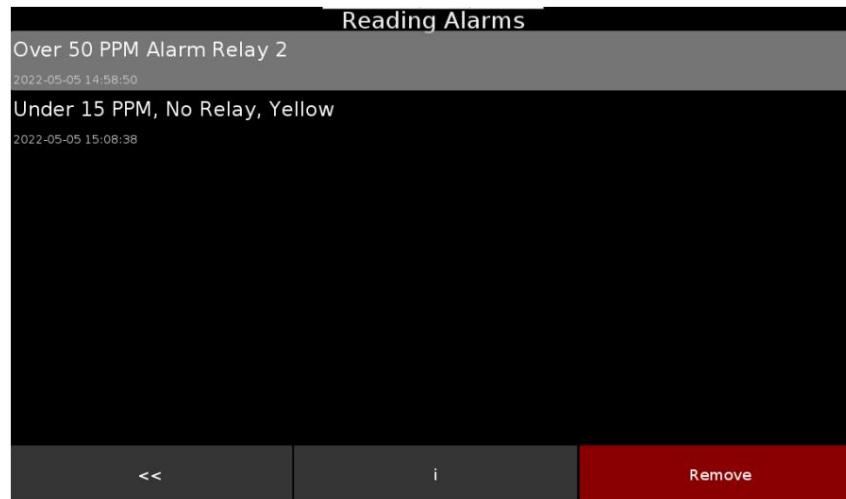 Reading Alarms
Over 50 PPM Alarm Relay 2
2022-05-05 14:58:50
Under 15 PPM, No Relay, Yellow
2022-05-05 15:08:38
<< i Remove